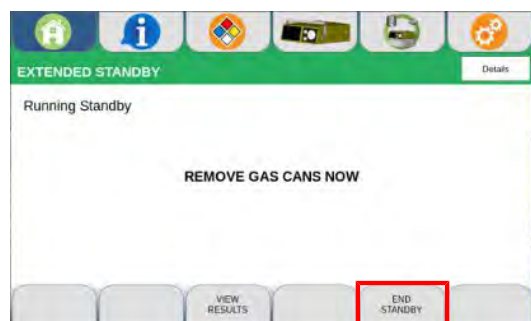 EXTENDED STANDBY
Details
Running Standby
REMOVE GAS CANS NOW
VIEW
RESULTS
END
STANDBY